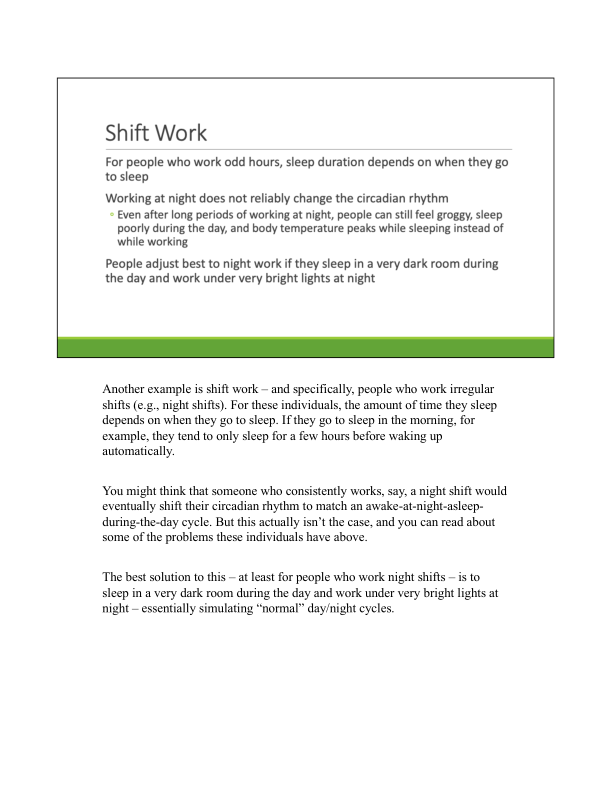 Shift Work
For people who work odd hours, sleep duration depends on when they go
to sleep
Working at night does not reliably change the circadian rhythm
◦ Even after long periods of working at night, people can still feel groggy, sleep
poorly during the day, and body temperature peaks while sleeping instead of
while working
People adjust best to night work if they sleep in a very dark room during
the day and work under very bright lights at night
Another example is shift work – and specifically, people who work irregular
shifts (e.g., night shifts). For these individuals, the amount of time they sleep
depends on when they go to sleep. If they go to sleep in the morning, for
example, they tend to only sleep for a few hours before waking up
automatically.
You might think that someone who consistently works, say, a night shift would
eventually shift their circadian rhythm to match an awake-at-night-asleep-
during-the-day cycle. But this actually isn’t the case, and you can read about
some of the problems these individuals have above.
The best solution to this – at least for people who work night shifts – is to
sleep in a very dark room during the day and work under very bright lights at
night – essentially simulating “normal” day/night cycles.